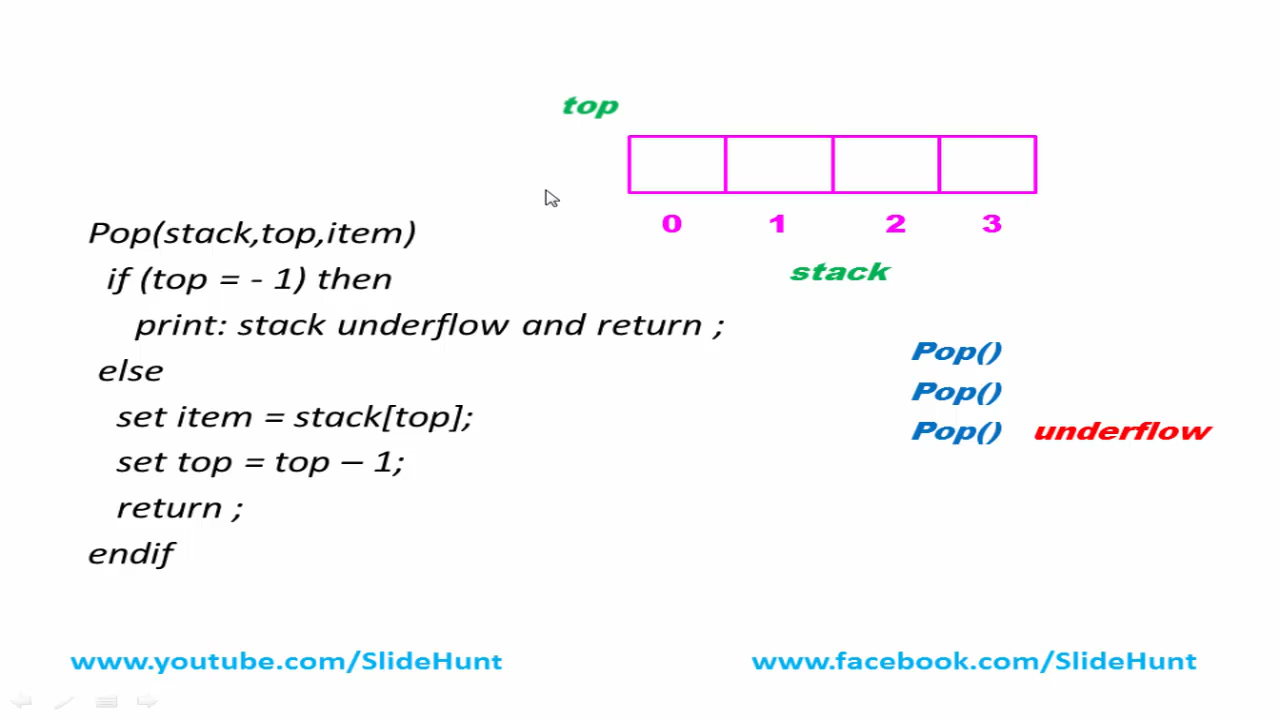 top
0 1 2 3
stack
Pop(stack,top,item)
if (top = - 1) then
print: stack underflow and return ;
else
set item = stack[top];
set top = top – 1;
return ;
endif
Pop()
Pop()
Pop() underflow
www.youtube.com/SlideHunt
www.facebook.com/SlideHunt